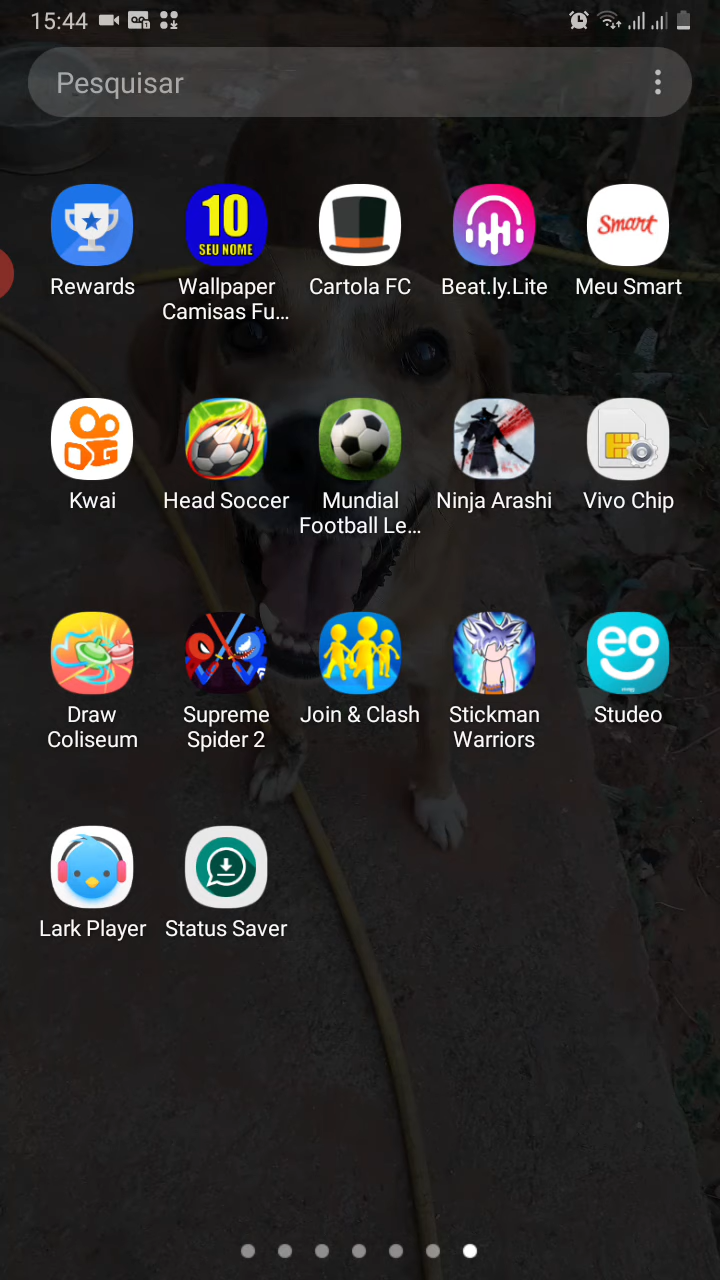 15:44
Pesquisar
10
SEU NOME
Smart
Rewards
Wallpaper
Camisas Fu...
Cartola FC
Beat.ly.Lite
Meu Smart
Kwai
Head Soccer
Mundial
Football Le...
Ninja Arashi
Vivo Chip
eo
Draw
Coliseum
Supreme
Spider 2
Join & Clash
Stickman
Warriors
Studeo
Lark Player
Status Saver